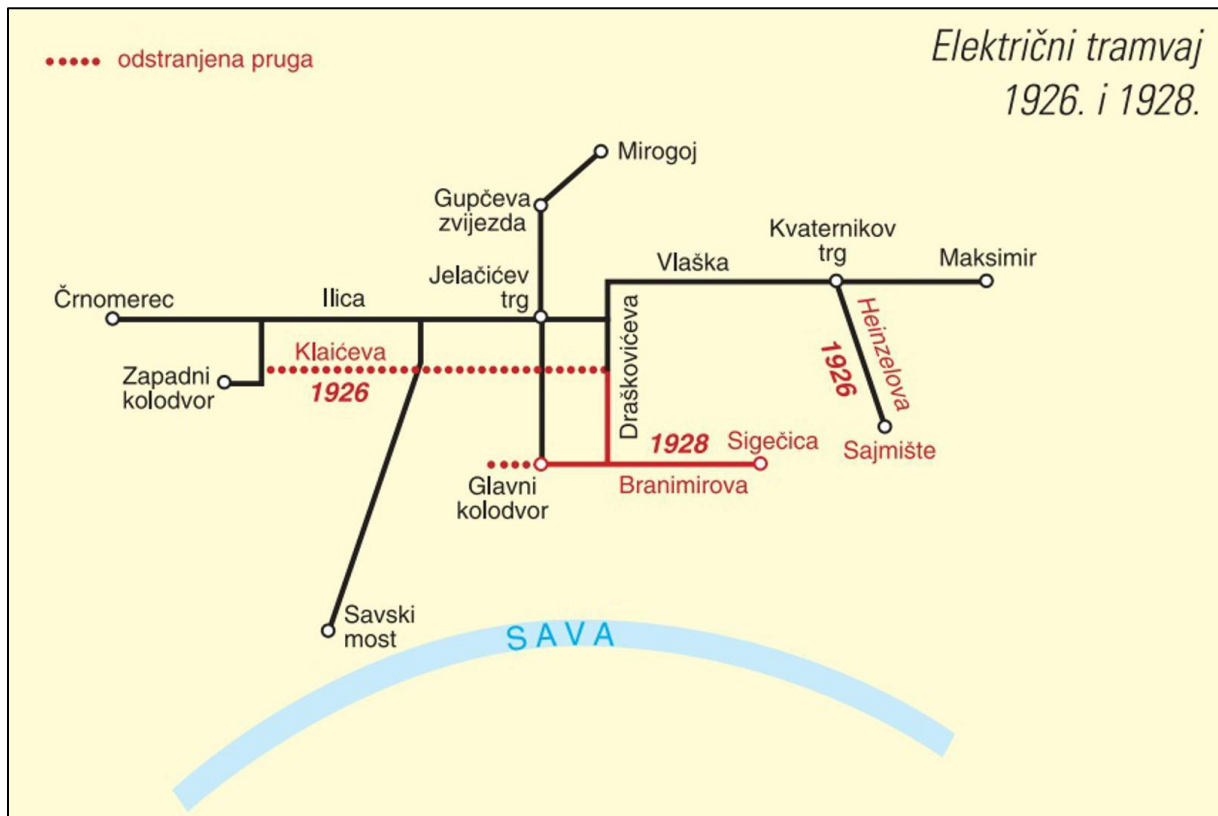 Električni tramvaj
1926. i 1928.
odstranjena pruga
Mirogoj
Gupčeva
zvijezda
Kvaternikov
trg
Maksimir
Vlaška
Jelačićev
trg
Črnomerec
Ilica
Heinzelova
1926
Draškovićeva
Klaićeva
1926
Zapadni
kolodvor
1928
Sigečica
Sajmište
Glavni
kolodvor
Branimirova
Savski
most
SAVA